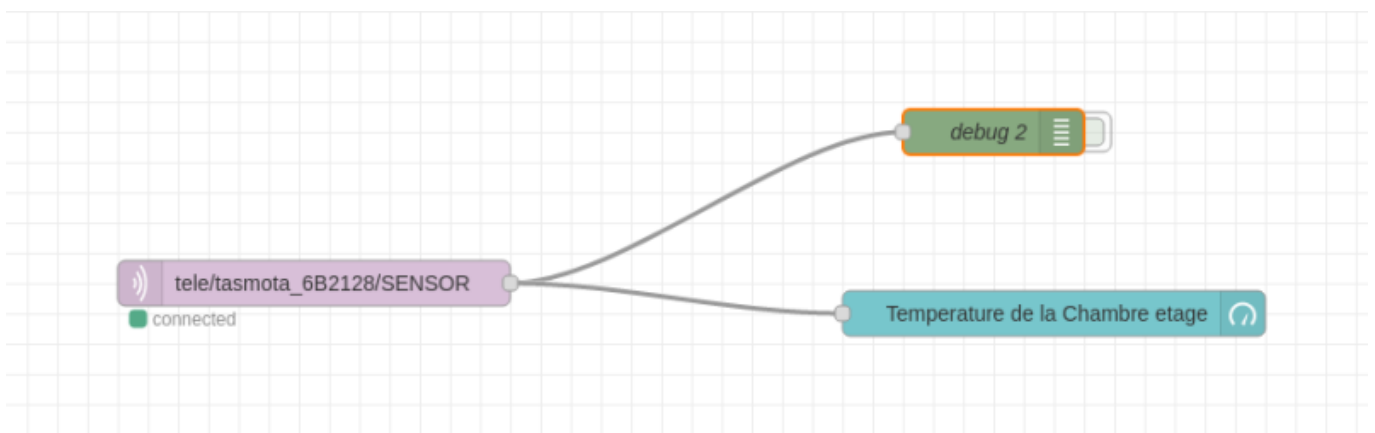 debug 2
tele/tasmota_6B2128/SENSOR
connected
Temperature de la Chambre etage